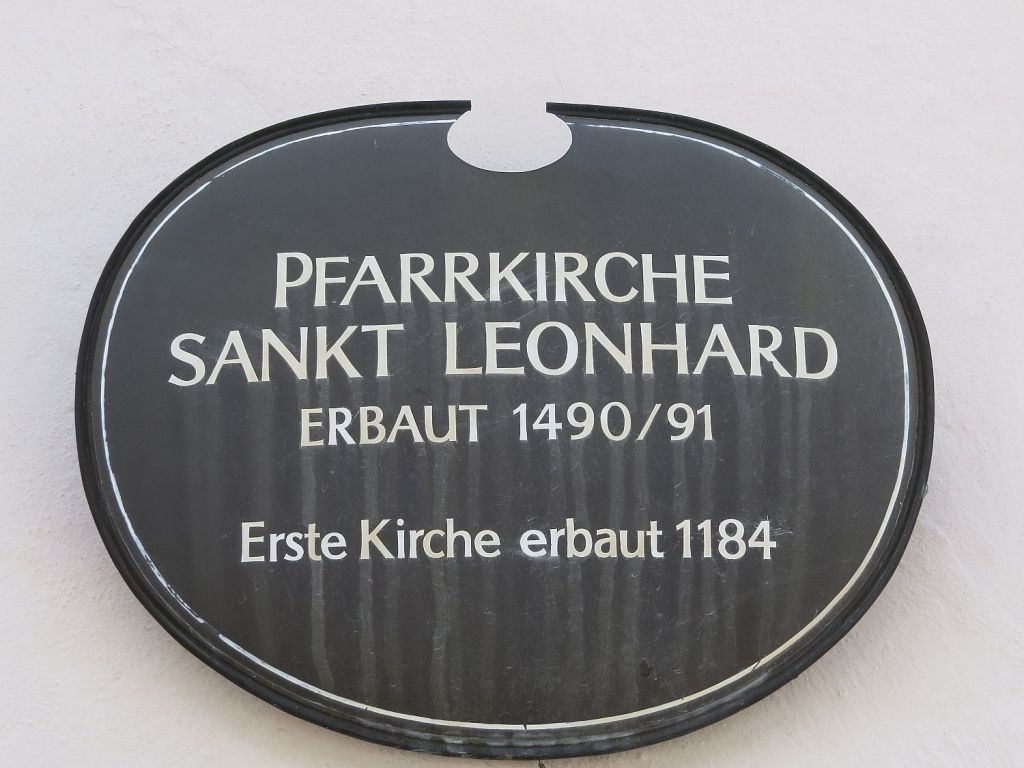 PFARRKIRCHE
SANKT LEONHARD
ERBAUT 1490/91
Erste Kirche erbaut 1184